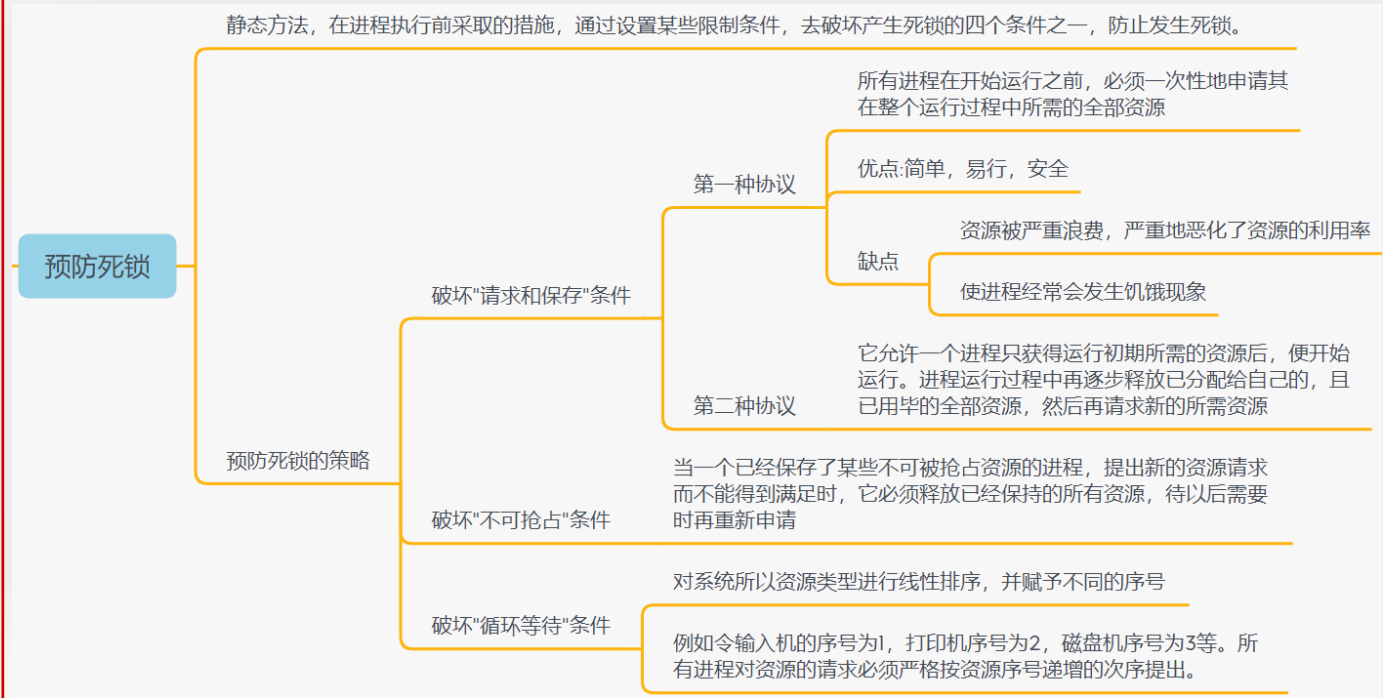 静态方法，在进程执行前采取的措施，通过设置某些限制条件，去破坏产生死锁的四个条件之一，防止发生死锁。
所有进程在开始运行之前，必须一次性地申请其
在整个运行过程中所需的全部资源
第一种协议
优点:简单，易行，安全
资源被严重浪费，严重地恶化了资源的利用率
缺点
使进程经常会发生饥饿现象
预防死锁
破坏"请求和保存"条件
它允许一个进程只获得运行初期所需的资源后，便开始
运行。进程运行过程中再逐步释放已分配给自己的，且
已用毕的全部资源，然后再请求新的所需资源
第二种协议
预防死锁的策略
当一个已经保存了某些不可被抢占资源的进程，提出新的资源请求
而不能得到满足时，它必须释放已经保持的所有资源，待以后需要
时再重新申请
破坏"不可抢占"条件
对系统所以资源类型进行线性排序，并赋予不同的序号
破坏"循环等待"条件
例如令输入机的序号为1，打印机序号为2，磁盘机序号为3等。所
有进程对资源的请求必须严格按资源序号递增的次序提出。